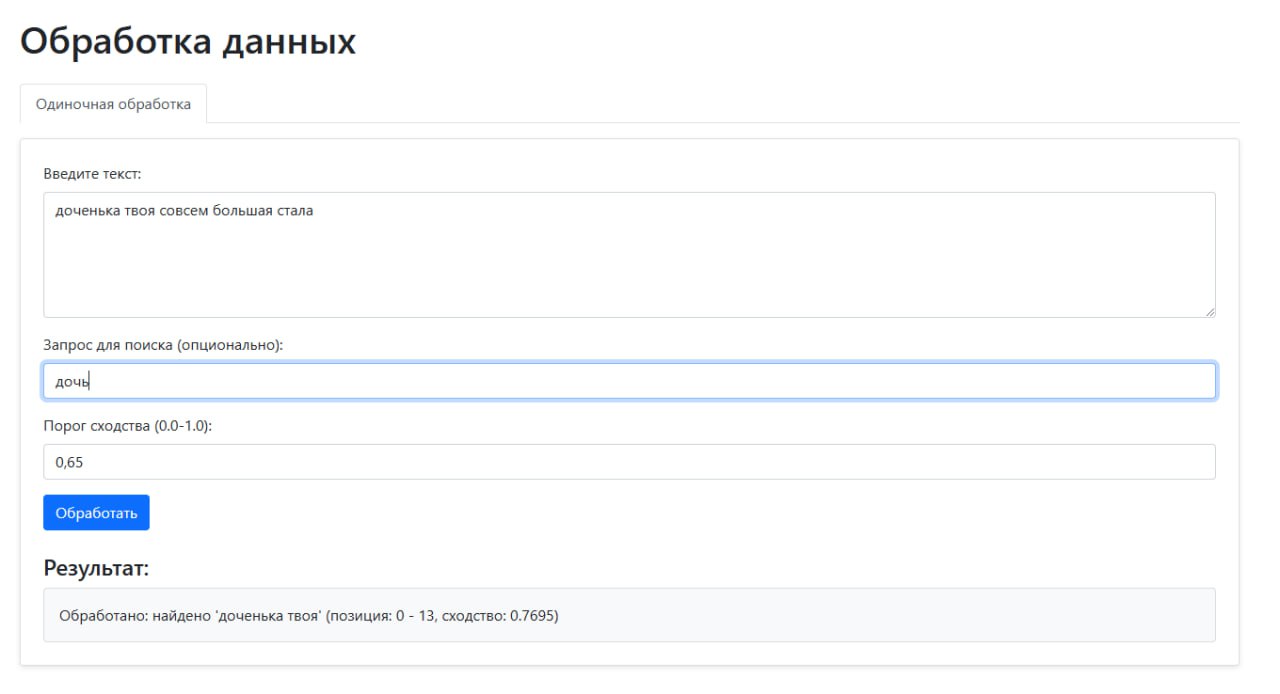 Обработка данных
Одиночная обработка
Введите текст:
доченька твоя совсем большая стала
Запрос для поиска (опционально):
дочь
Порог сходства (0.0-1.0):
0,65
Обработать
Результат:
Обработано: найдено 'доченька твоя' (позиция: 0 - 13, сходство: 0.7695)